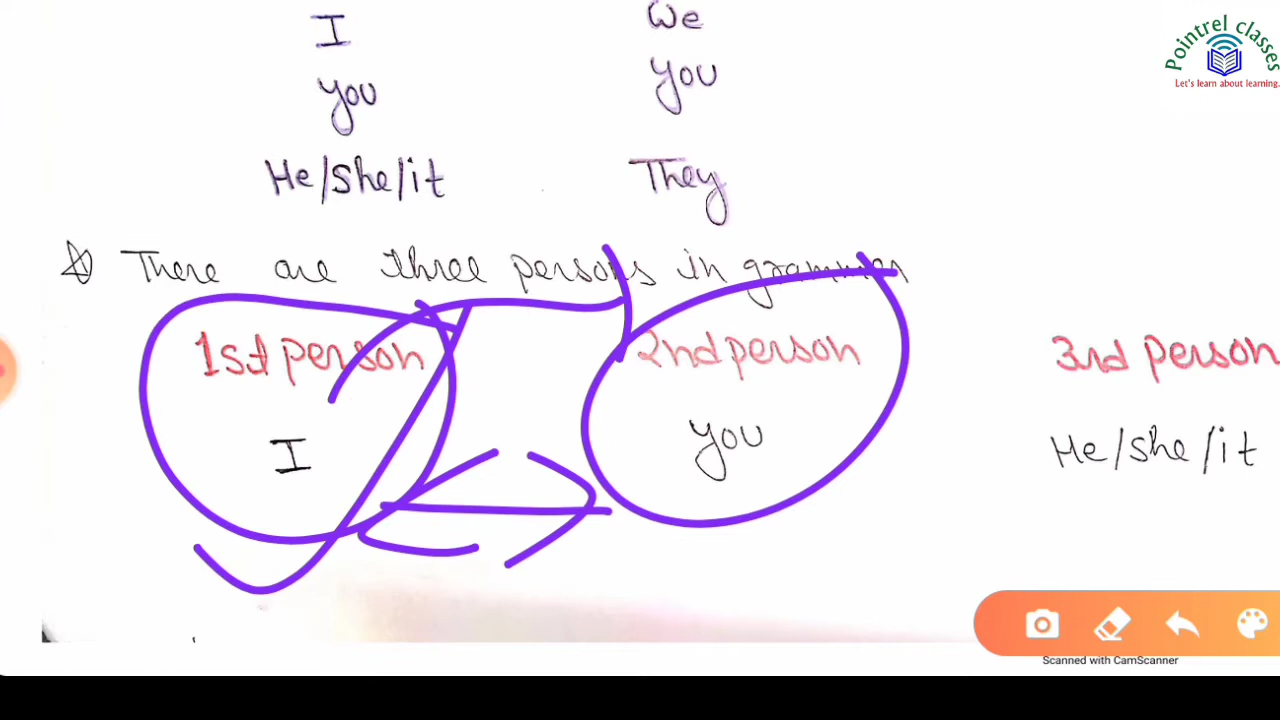 I We
you you
He/she/it They
There are three persons in grammer
1st person 2nd person 3rd person
I you He/she/it
Pointrel classes
Let's learn about learning.
Scanned with CamScanner